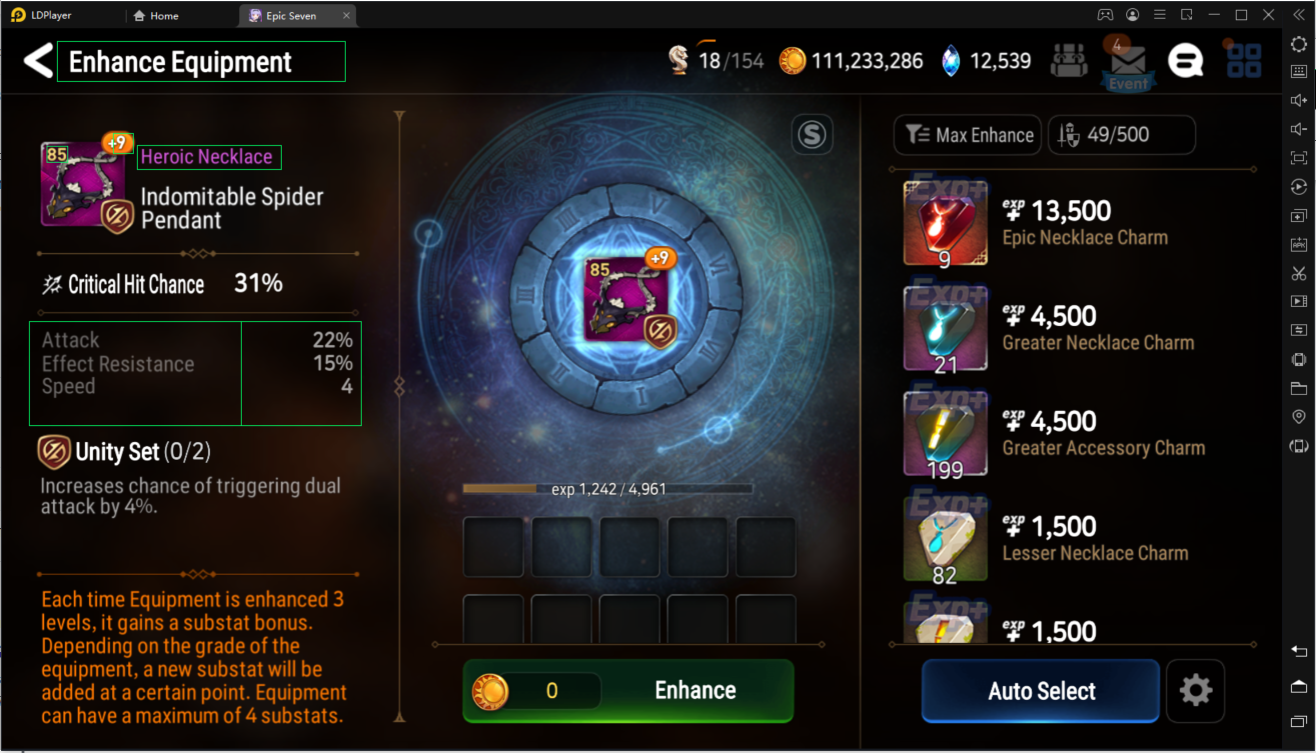 LDPlayer
Home
Epic Seven
Enhance Equipment
18/154
111,233,286
12,539
4
Event
85
+9
Heroic Necklace
Indomitable Spider
Pendant
Critical Hit Chance 31%
Attack 22%
Effect Resistance 15%
Speed 4
Unity Set (0/2)
Increases chance of triggering dual
attack by 4%.
Each time Equipment is enhanced 3
levels, it gains a substat bonus.
Depending on the grade of the
equipment, a new substat will be
added at a certain point. Equipment
can have a maximum of 4 substats.
S
V
85
+9
I
exp 1,242 / 4,961
0
Enhance
Max Enhance
49/500
Exp+
9
exp+ 13,500
Epic Necklace Charm
Exp+
21
exp+ 4,500
Greater Necklace Charm
Exp+
199
exp+ 4,500
Greater Accessory Charm
Exp+
82
exp+ 1,500
Lesser Necklace Charm
Exp+
exp+ 1,500
Auto Select